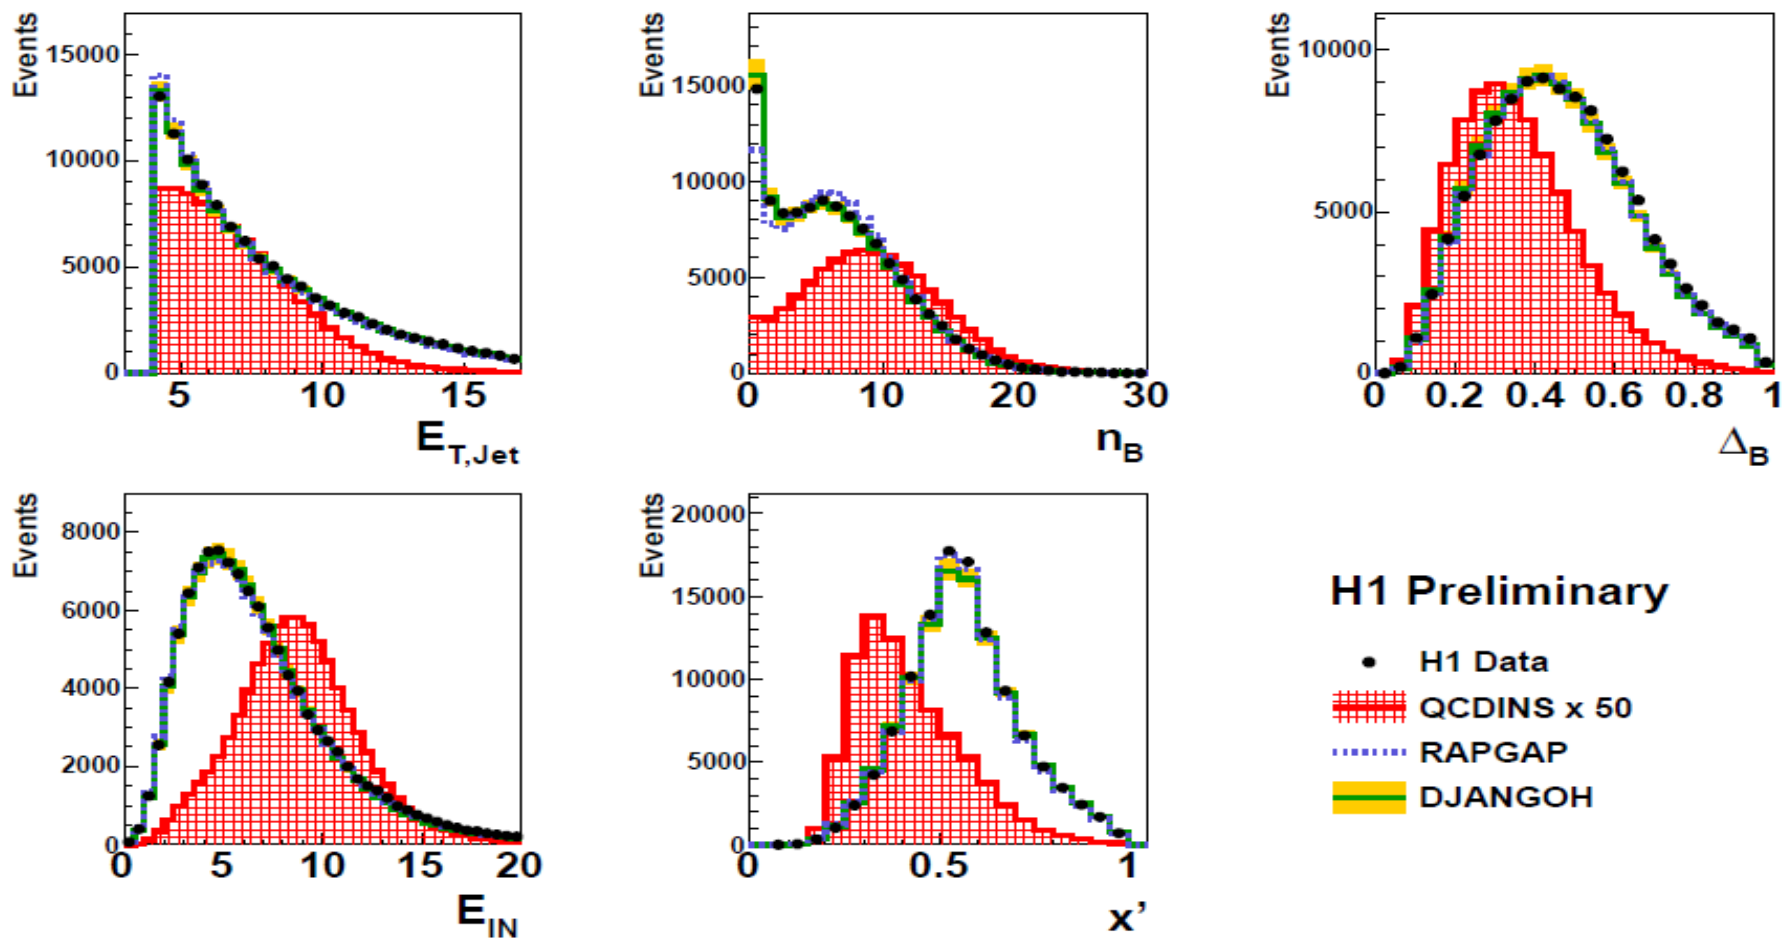 Events
15000
10000
5000
0
5 10 15
E_T,Jet
Events
15000
10000
5000
0
0 10 20 30
n_B
Events
10000
5000
0
0 0.2 0.4 0.6 0.8 1
Δ_B
Events
8000
6000
4000
2000
0
0 5 10 15 20
E_IN
Events
20000
15000
10000
5000
0
0 0.5 1
x’
H1 Preliminary
H1 Data
QCDINS x 50
RAPGAP
DJANGOH